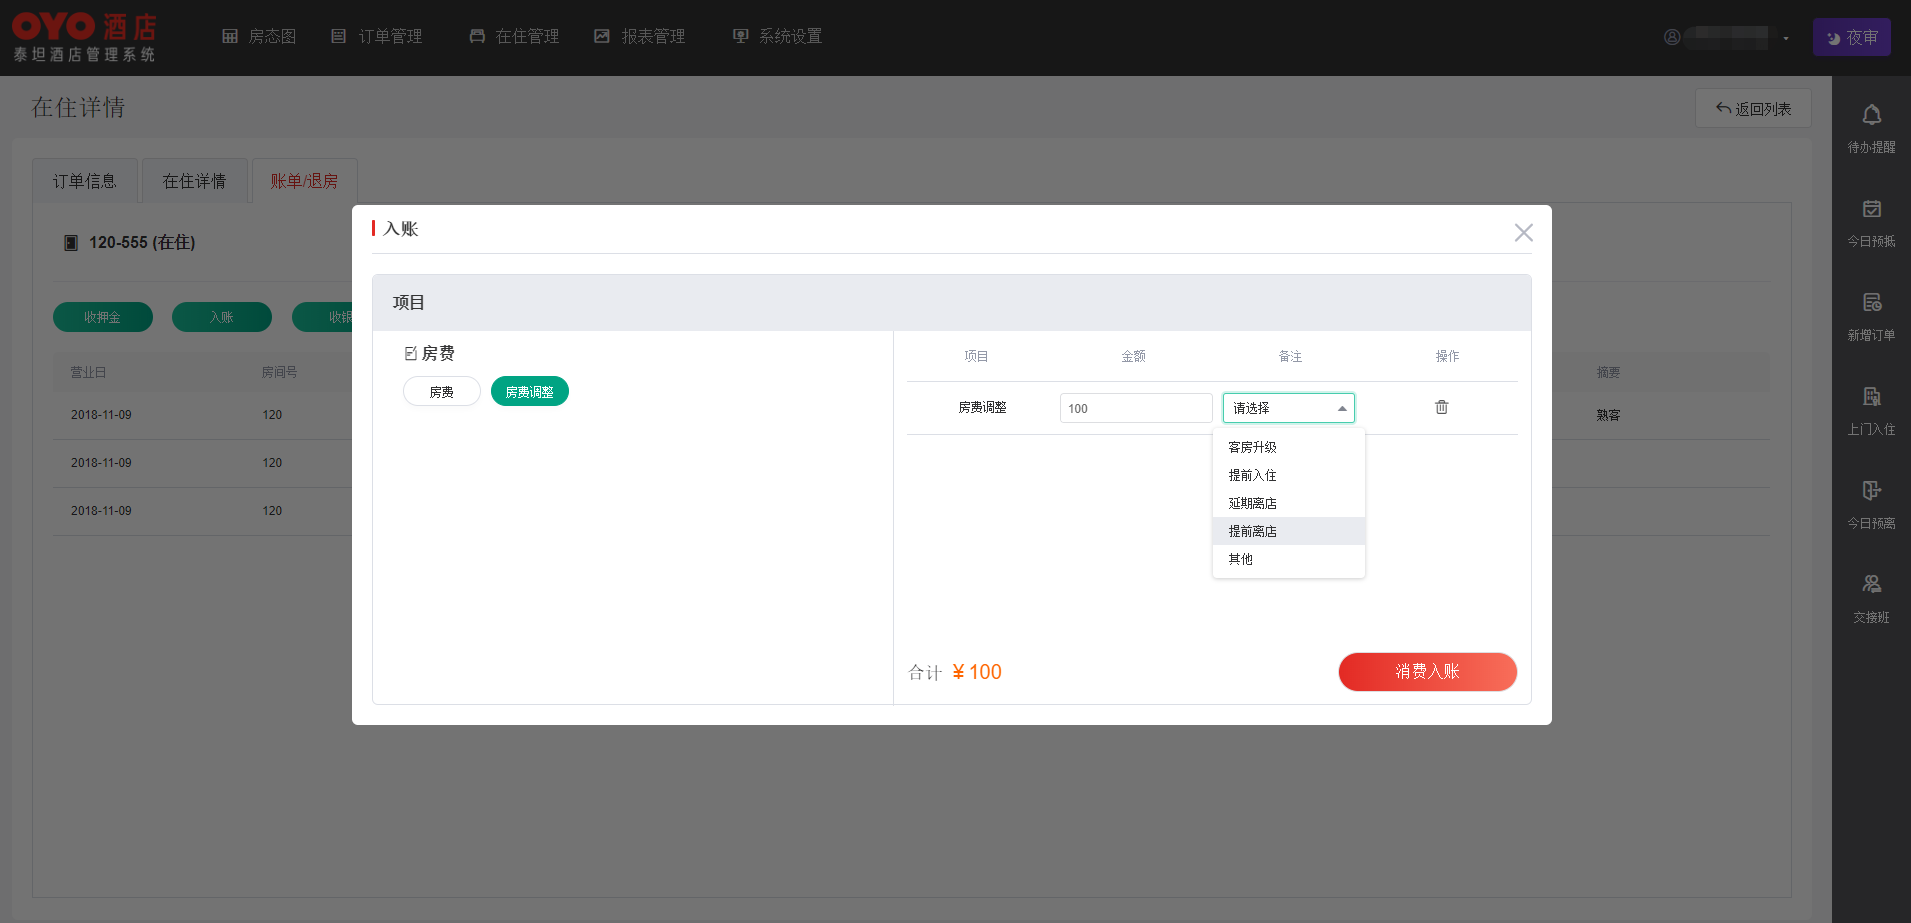 OYO 酒店
泰坦酒店管理系统
房态图
订单管理
在住管理
报表管理
系统设置
夜审
在住详情
返回列表
订单信息
在住详情
账单/退房
120-555 (在住)
收押金
入账
收银
营业日
房间号
摘要
2018-11-09
120
熟客
2018-11-09
120
2018-11-09
120
入账
项目
房费
房费
房费调整
项目
金额
备注
操作
房费调整
100
请选择
客房升级
提前入住
延期离店
提前离店
其他
合计 ¥ 100
消费入账
待办提醒
今日预抵
新增订单
上门入住
今日预离
交接班